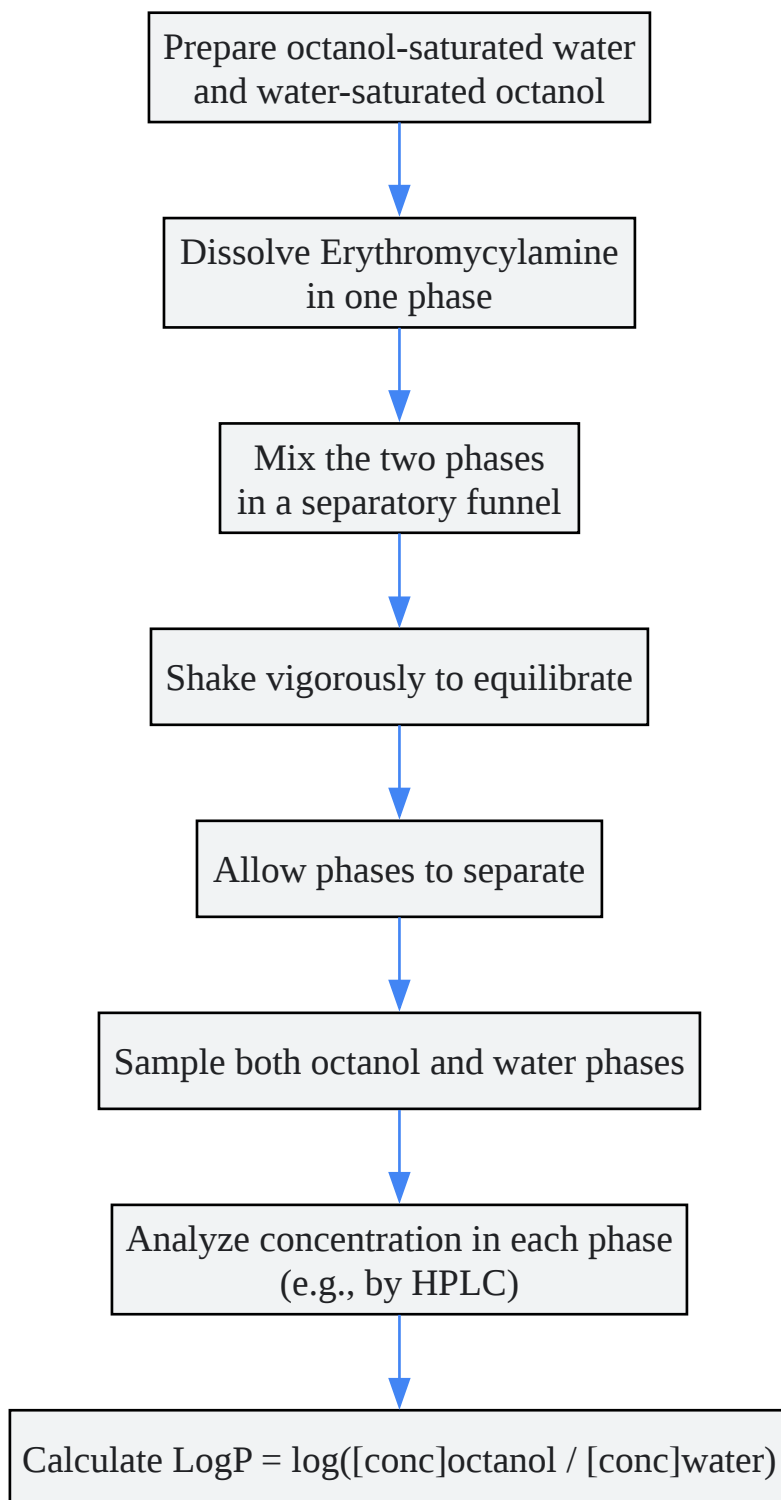 Prepare octanol-saturated water
and water-saturated octanol
Dissolve Erythromycylamine
in one phase
Mix the two phases
in a separatory funnel
Shake vigorously to equilibrate
Allow phases to separate
Sample both octanol and water phases
Analyze concentration in each phase
(e.g., by HPLC)
Calculate LogP = log([conc]octanol / [conc]water)